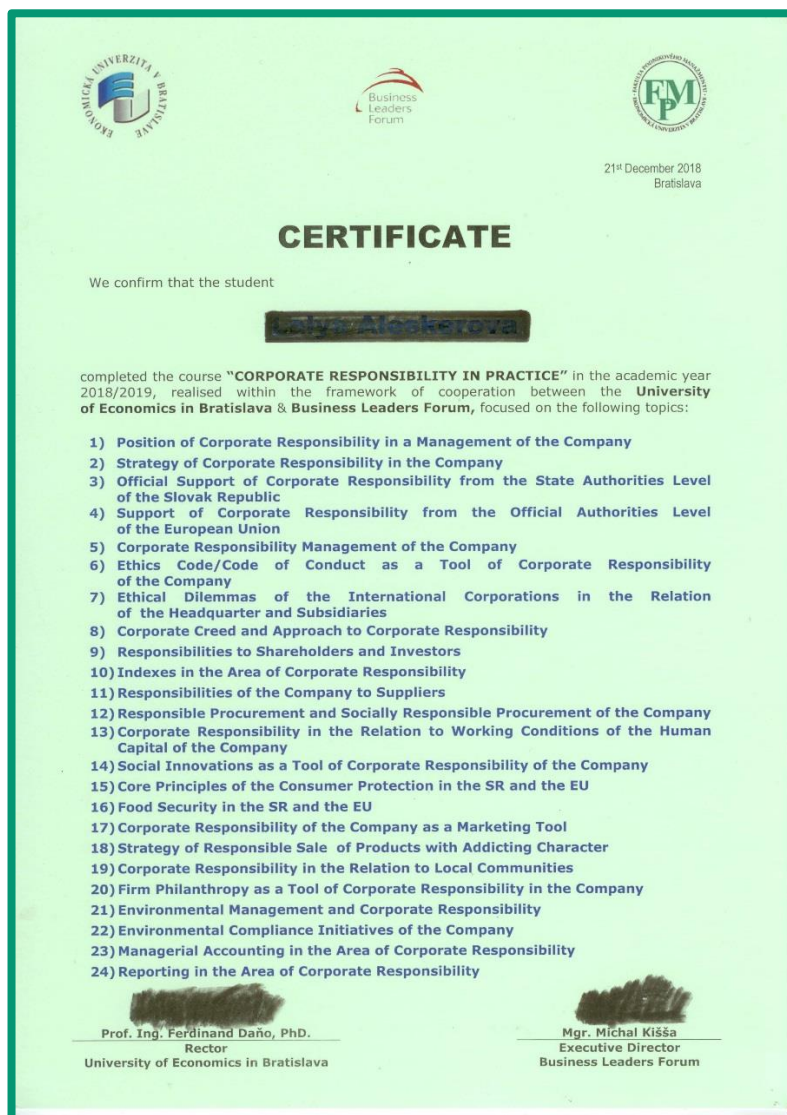 EKONOMICKÁ UNIVERZITA V BRATISLAVE
Business
Leaders
Forum
FPM
21st December 2018
Bratislava
CERTIFICATE
We confirm that the student
completed the course "CORPORATE RESPONSIBILITY IN PRACTICE" in the academic year
2018/2019, realised within the framework of cooperation between the University
of Economics in Bratislava & Business Leaders Forum, focused on the following topics:
1) Position of Corporate Responsibility in a Management of the Company
2) Strategy of Corporate Responsibility in the Company
3) Official Support of Corporate Responsibility from the State Authorities Level
of the Slovak Republic
4) Support of Corporate Responsibility from the Official Authorities Level
of the European Union
5) Corporate Responsibility Management of the Company
6) Ethics Code/Code of Conduct as a Tool of Corporate Responsibility
of the Company
7) Ethical Dilemmas of the International Corporations in the Relation
of the Headquarter and Subsidiaries
8) Corporate Creed and Approach to Corporate Responsibility
9) Responsibilities to Shareholders and Investors
10) Indexes in the Area of Corporate Responsibility
11) Responsibilities of the Company to Suppliers
12) Responsible Procurement and Socially Responsible Procurement of the Company
13) Corporate Responsibility in the Relation to Working Conditions of the Human
Capital of the Company
14) Social Innovations as a Tool of Corporate Responsibility of the Company
15) Core Principles of the Consumer Protection in the SR and the EU
16) Food Security in the SR and the EU
17) Corporate Responsibility of the Company as a Marketing Tool
18) Strategy of Responsible Sale of Products with Addicting Character
19) Corporate Responsibility in the Relation to Local Communities
20) Firm Philanthropy as a Tool of Corporate Responsibility in the Company
21) Environmental Management and Corporate Responsibility
22) Environmental Compliance Initiatives of the Company
23) Managerial Accounting in the Area of Corporate Responsibility
24) Reporting in the Area of Corporate Responsibility
Prof. Ing. Ferdinand Daňo, PhD.
Rector
University of Economics in Bratislava
Mgr. Michal Kišša
Executive Director
Business Leaders Forum